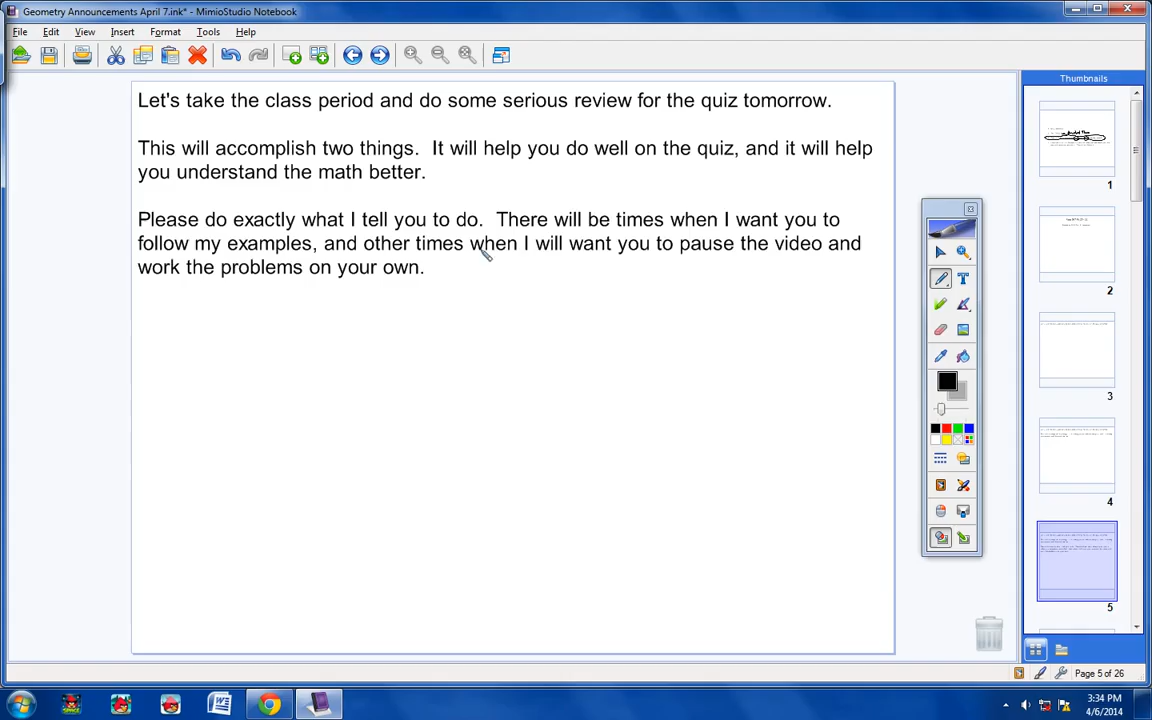 Geometry Announcements April 7.ink* - MimioStudio Notebook
File Edit View Insert Format Tools Help
Let's take the class period and do some serious review for the quiz tomorrow.
This will accomplish two things.  It will help you do well on the quiz, and it will help
you understand the math better.
Please do exactly what I tell you to do.  There will be times when I want you to
follow my examples, and other times when I will want you to pause the video and
work the problems on your own.
Thumbnails
1
2
3
4
5
Page 5 of 26
3:34 PM
4/6/2014